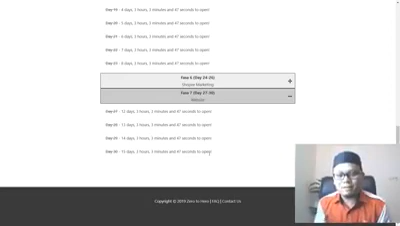 Day 19 - 4 days, 3 hours, 3 minutes and 47 seconds to open!
Day 20 - 5 days, 3 hours, 3 minutes and 47 seconds to open!
Day 21 - 6 days, 3 hours, 3 minutes and 47 seconds to open!
Day 22 - 7 days, 3 hours, 3 minutes and 47 seconds to open!
Day 23 - 8 days, 3 hours, 3 minutes and 47 seconds to open!
Fasa 6 (Day 24-26)
Shopee Marketing
Fasa 7 (Day 27-30)
Day 27 - 12 days, 3 hours, 3 minutes and 47 seconds to open!
Day 28 - 13 days, 3 hours, 3 minutes and 47 seconds to open!
Day 29 - 14 days, 3 hours, 3 minutes and 47 seconds to open!
Day 30 - 15 days, 3 hours, 3 minutes and 47 seconds to open!
Copyright © 2019 Zero to Hero | FAQ | Contact Us